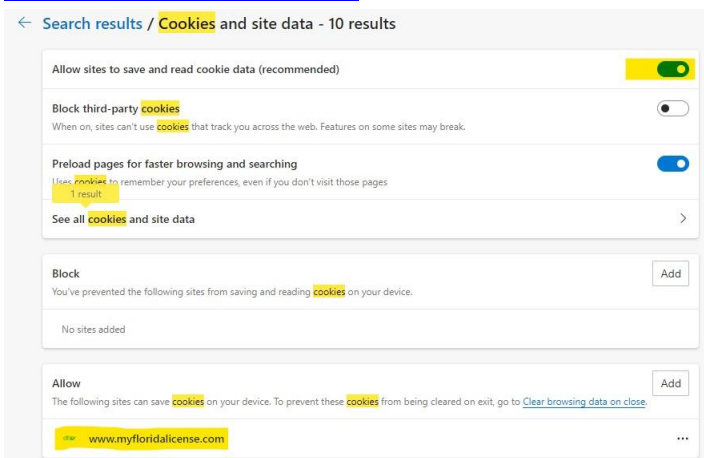 Search results / Cookies and site data - 10 results
Allow sites to save and read cookie data (recommended)
Block third-party cookies
When on, sites can't use cookies that track you across the web. Features on some sites may break.
Preload pages for faster browsing and searching
Uses cookies to remember your preferences, even if you don't visit those pages
1 result
See all cookies and site data
Block
Add
You've prevented the following sites from saving and reading cookies on your device.
No sites added
Allow
Add
The following sites can save cookies on your device. To prevent these cookies from being cleared on exit, go to Clear browsing data on close.
www.myfloridalicense.com